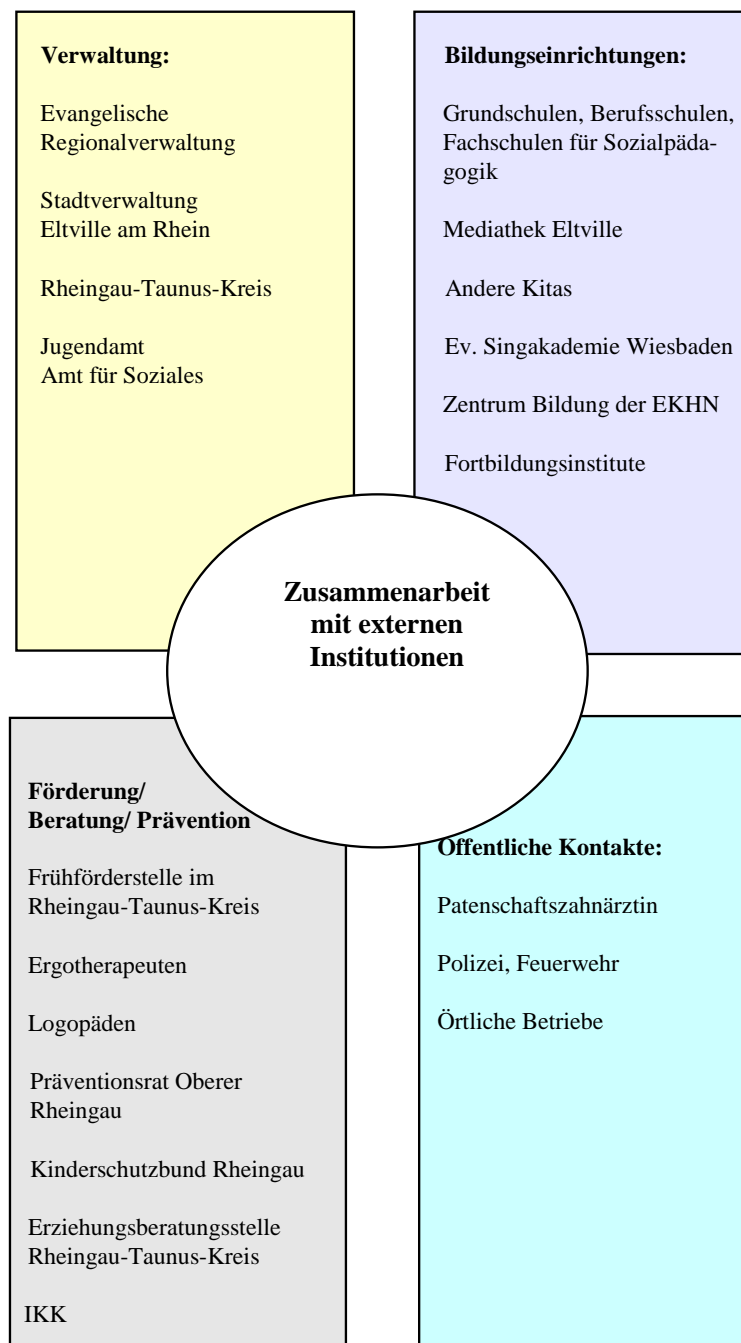 Verwaltung:
Evangelische
Regionalverwaltung
Stadtverwaltung
Eltville am Rhein
Rheingau-Taunus-Kreis
Jugendamt
Amt für Soziales
Bildungseinrichtungen:
Grundschulen, Berufsschulen,
Fachschulen für Sozialpäda-
gogik
Mediathek Eltville
Andere Kitas
Ev. Singakademie Wiesbaden
Zentrum Bildung der EKHN
Fortbildungsinstitute
Zusammenarbeit
mit externen
Institutionen
Förderung/
Beratung/ Prävention
Frühförderstelle im
Rheingau-Taunus-Kreis
Ergotherapeuten
Logopäden
Präventionsrat Oberer
Rheingau
Kinderschutzbund Rheingau
Erziehungsberatungsstelle
Rheingau-Taunus-Kreis
IKK
Öffentliche Kontakte:
Patenschaftszahnärztin
Polizei, Feuerwehr
Örtliche Betriebe